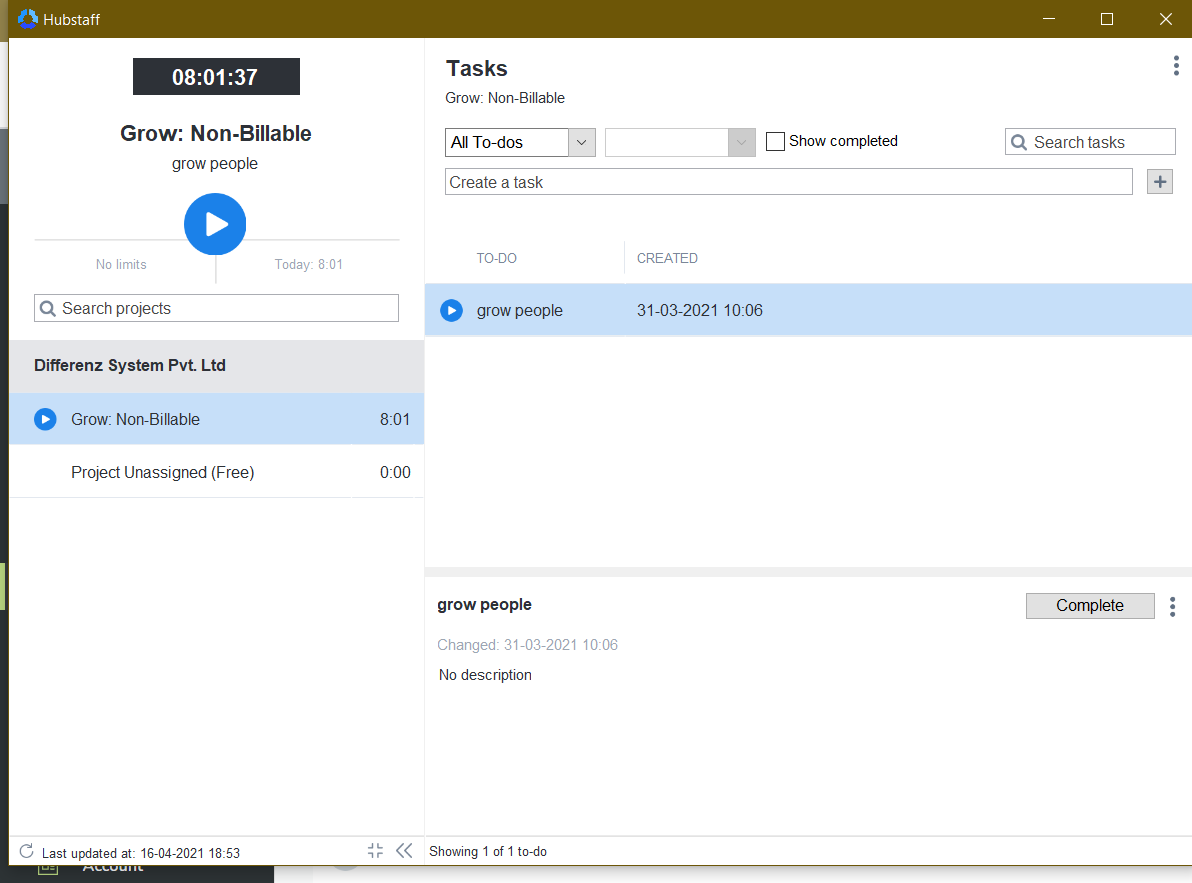 Hubstaff
08:01:37
Grow: Non-Billable
grow people
No limits
Today: 8:01
Search projects
Differenz System Pvt. Ltd
Grow: Non-Billable 8:01
Project Unassigned (Free) 0:00
Last updated at: 16-04-2021 18:53
Tasks
Grow: Non-Billable
All To-dos
Show completed
Search tasks
Create a task
TO-DO CREATED
grow people 31-03-2021 10:06
grow people
Complete
Changed: 31-03-2021 10:06
No description
Showing 1 of 1 to-do
Account